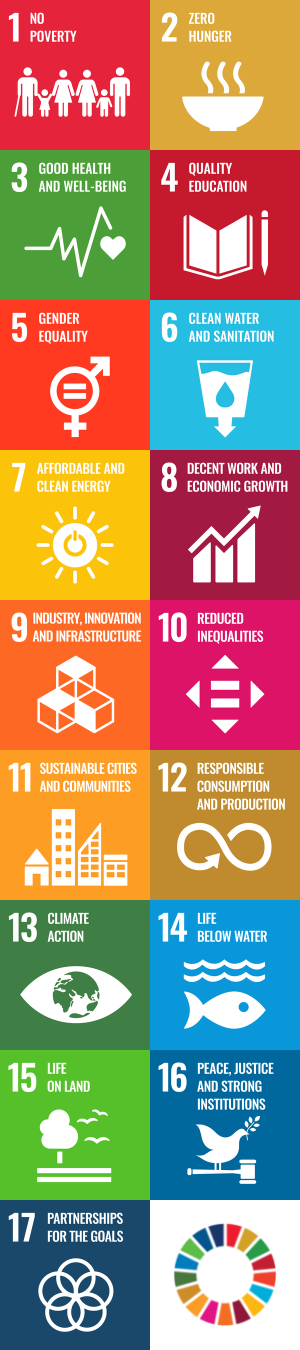 1 NO
POVERTY
2 ZERO
HUNGER
3 GOOD HEALTH
AND WELL-BEING
4 QUALITY
EDUCATION
5 GENDER
EQUALITY
6 CLEAN WATER
AND SANITATION
7 AFFORDABLE AND
CLEAN ENERGY
8 DECENT WORK AND
ECONOMIC GROWTH
9 INDUSTRY, INNOVATION
AND INFRASTRUCTURE
10 REDUCED
INEQUALITIES
11 SUSTAINABLE CITIES
AND COMMUNITIES
12 RESPONSIBLE
CONSUMPTION
AND PRODUCTION
13 CLIMATE
ACTION
14 LIFE
BELOW WATER
15 LIFE
ON LAND
16 PEACE, JUSTICE
AND STRONG
INSTITUTIONS
17 PARTNERSHIPS
FOR THE GOALS